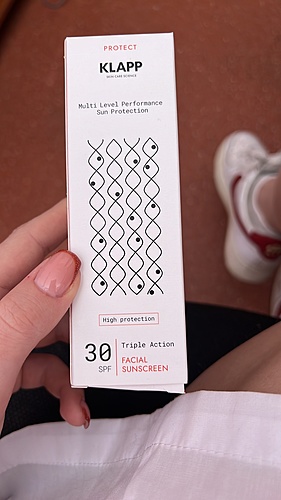 PROTECT
KLAPP
SKIN CARE SCIENCE
Multi Level Performance
Sun Protection
High protection
30
SPF
Triple Action
FACIAL
SUNSCREEN